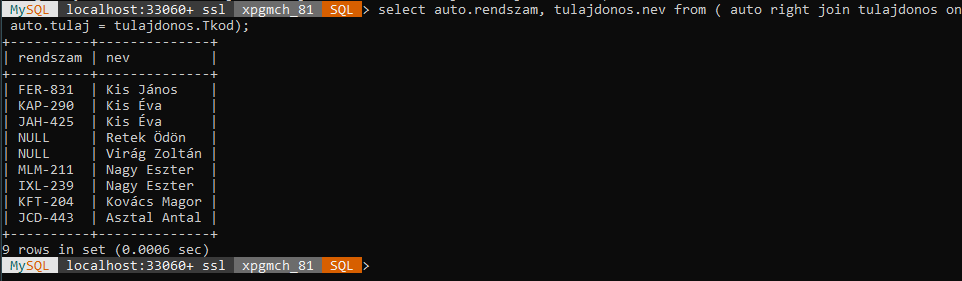 MySQL localhost:33060+ ssl xpgmch_81 SQL > select auto.rendszam, tulajdonos.nev from ( auto right join tulajdonos on
auto.tulaj = tulajdonos.Tkod);
+----------+--------------+
| rendszam | nev          |
+----------+--------------+
| FER-831  | Kis János    |
| KAP-290  | Kis Éva      |
| JAH-425  | Kis Éva      |
| NULL     | Retek Ödön   |
| NULL     | Virág Zoltán |
| MLM-211  | Nagy Eszter  |
| IXL-239  | Nagy Eszter  |
| KFT-204  | Kovács Magor |
| JCD-443  | Asztal Antal |
+----------+--------------+
9 rows in set (0.0006 sec)
MySQL localhost:33060+ ssl xpgmch_81 SQL >